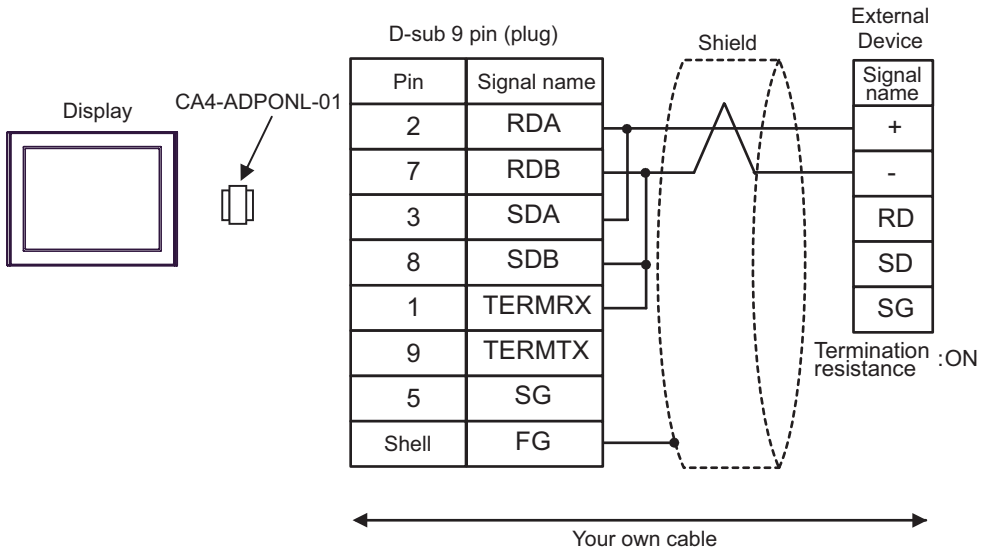 Display
CA4-ADPONL-01
D-sub 9 pin (plug)
Pin Signal name
2 RDA
7 RDB
3 SDA
8 SDB
1 TERMRX
9 TERMTX
5 SG
Shell FG
Shield
External
Device
Signal
name
+
-
RD
SD
SG
Termination
resistance :ON
Your own cable